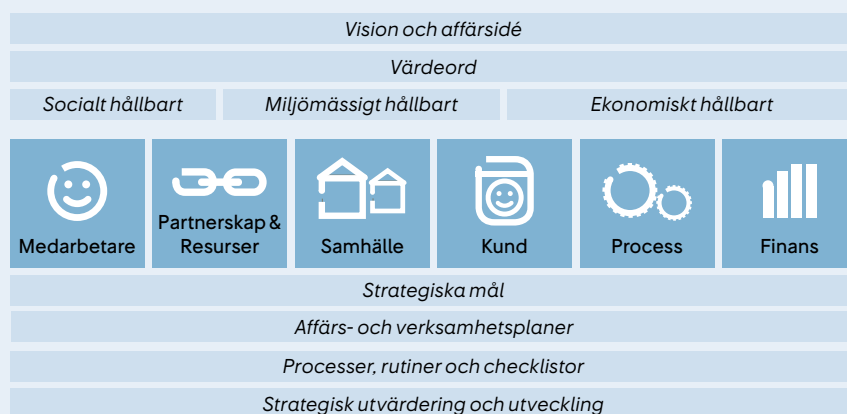 Vision och affärsidé
Värdeord
Socialt hållbart
Miljömässigt hållbart
Ekonomiskt hållbart
Medarbetare
Partnerskap &
Resurser
Samhälle
Kund
Process
Finans
Strategiska mål
Affärs- och verksamhetsplaner
Processer, rutiner och checklistor
Strategisk utvärdering och utveckling